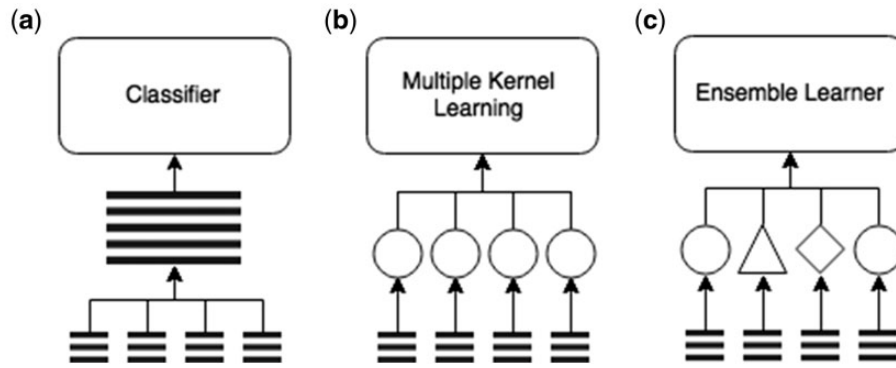 (a)
Classifier
(b)
Multiple Kernel
Learning
(c)
Ensemble Learner